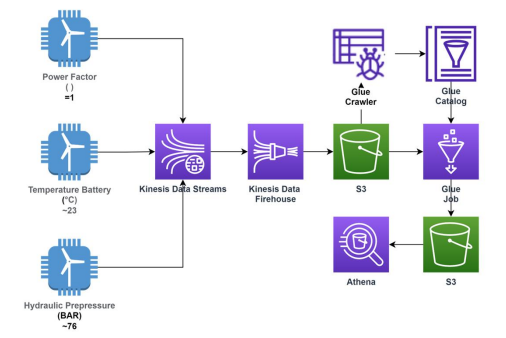 Power Factor
( )
=1
Temperature Battery
(°C)
~23
Hydraulic Prepressure
(BAR)
~76
Kinesis Data Streams
Kinesis Data
Firehouse
Glue
Crawler
Glue
Catalog
S3
Glue
Job
Athena
S3